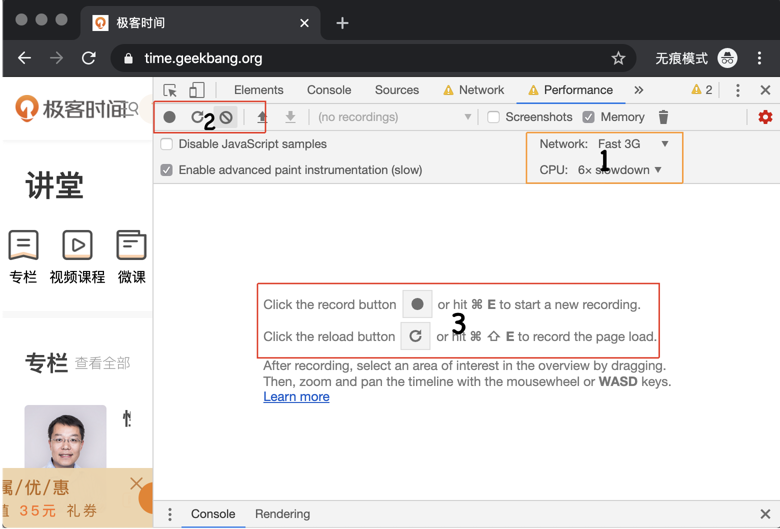 极客时间
time.geekbang.org
无痕模式
极客时间
Elements Console Sources Network Performance 2
2
(no recordings) Screenshots Memory
Disable JavaScript samples
Network: Fast 3G
Enable advanced paint instrumentation (slow)
CPU: 6× slowdown
1
讲堂
专栏 视频课程 微课
Click the record button or hit ⌘ E to start a new recording.
3
Click the reload button or hit ⌘ ⇧ E to record the page load.
专栏 查看全部
After recording, select an area of interest in the overview by dragging.
Then, zoom and pan the timeline with the mousewheel or WASD keys.
Learn more
属/优/惠
值 35元 礼券
Console Rendering